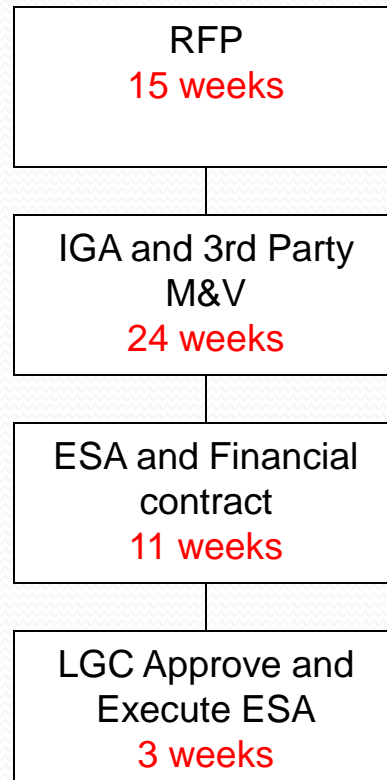 RFP
15 weeks
IGA and 3rd Party
M&V
24 weeks
ESA and Financial
contract
11 weeks
LGC Approve and
Execute ESA
3 weeks